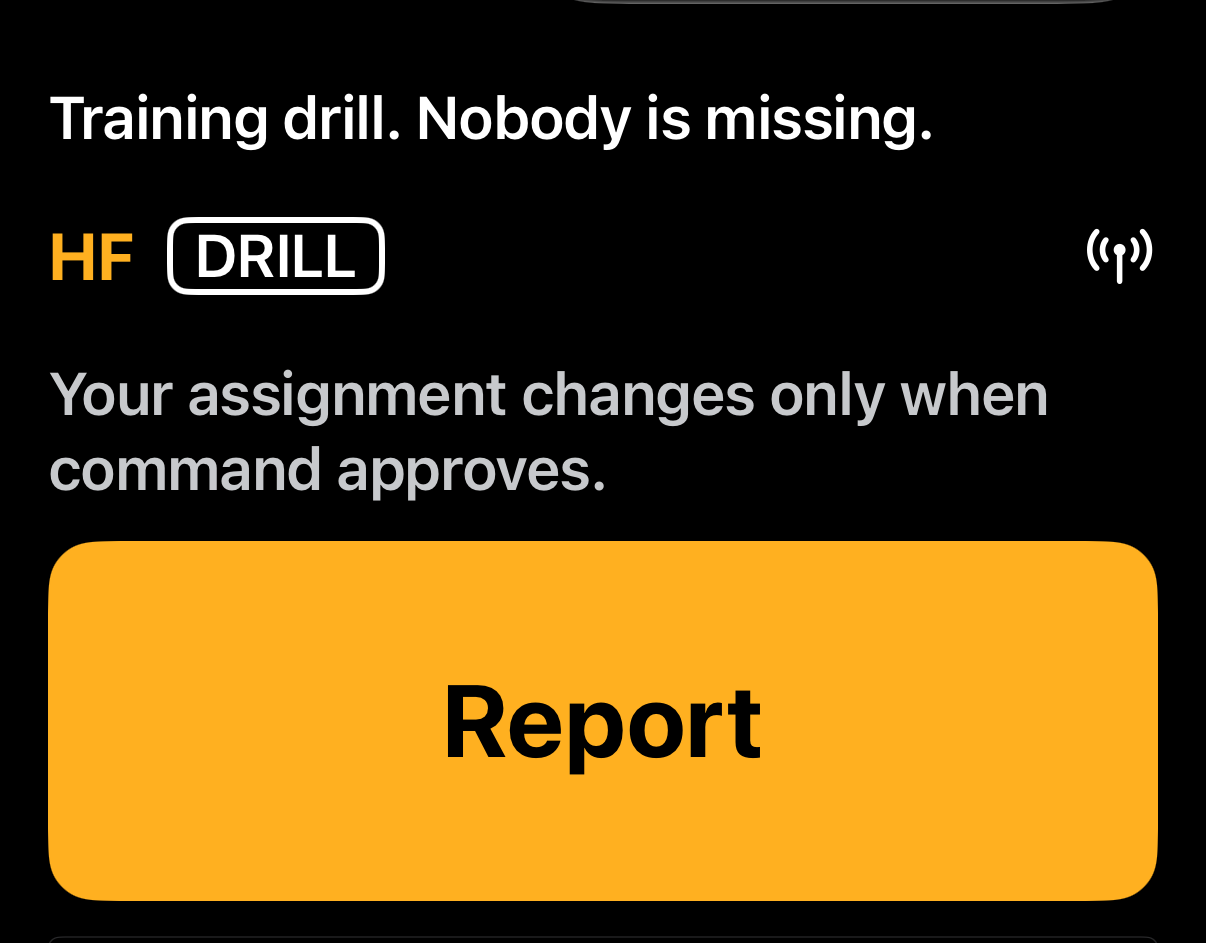 Training drill. Nobody is missing.
HF DRILL
Your assignment changes only when
command approves.
Report